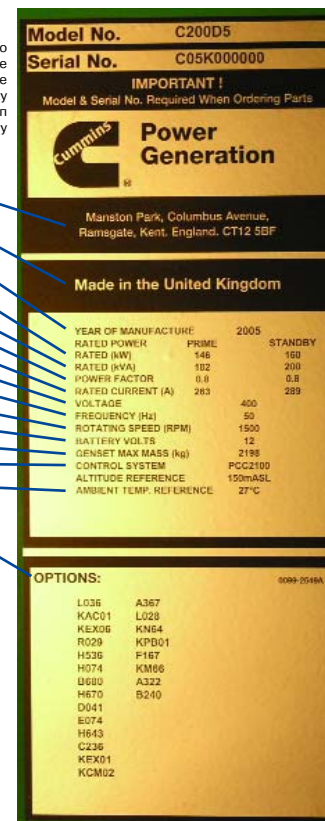 o
e
e
y
n
y
Model No. C200D5
Serial No. C05K000000
IMPORTANT !
Model & Serial No. Required When Ordering Parts
Cummins
®
Power
Generation
Manston Park, Columbus Avenue,
Ramsgate, Kent. England. CT12 5BF
Made in the United Kingdom
YEAR OF MANUFACTURE 2005
RATED POWER PRIME STANDBY
RATED (kW) 146 160
RATED (kVA) 182 200
POWER FACTOR 0.8 0.8
RATED CURRENT (A) 263 289
VOLTAGE 400
FREQUENCY (Hz) 50
ROTATING SPEED (RPM) 1500
BATTERY VOLTS 12
GENSET MAX MASS (kg) 2198
CONTROL SYSTEM PCC2100
ALTITUDE REFERENCE 150mASL
AMBIENT TEMP. REFERENCE 27°C
OPTIONS: 0099-2049A
L036 A367
KAC01 L028
KEX06 KN64
R029 KPB01
H536 F167
H074 KM66
B680 A322
H670 B240
D041
E074
H643
C236
KEX01
KCM02